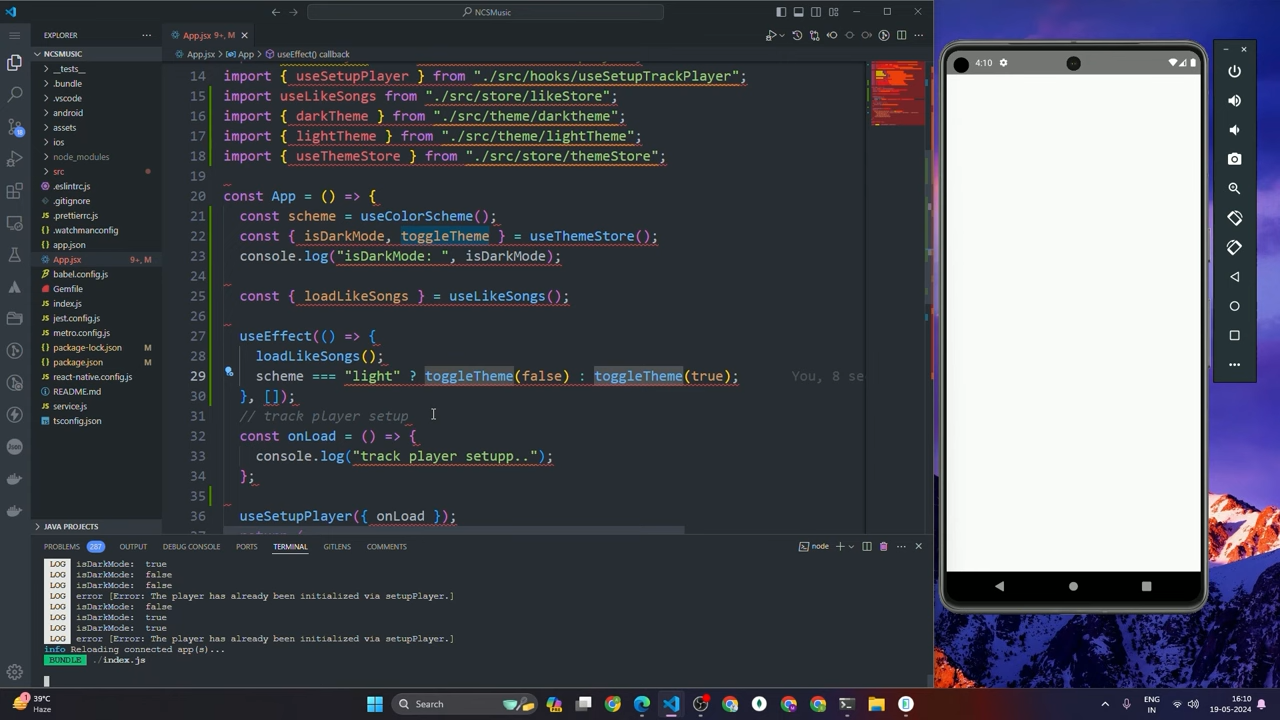 NCSMusic
EXPLORER
NCSMUSIC
__tests__
.bundle
.vscode
android
assets
ios
node_modules
src
.eslintrc.js
.gitignore
.prettierrc.js
.watchmanconfig
app.json
App.jsx 9+, M
babel.config.js
Gemfile
index.js
jest.config.js
metro.config.js
package-lock.json M
package.json M
react-native.config.js
README.md
service.js
tsconfig.json
JAVA PROJECTS
App.jsx 9+, M
App.jsx > App > useEffect() callback
14 import { useSetupPlayer } from "./src/hooks/useSetupTrackPlayer";
15 import useLikeSongs from "./src/store/likeStore";
16 import { darkTheme } from "./src/theme/darktheme";
17 import { lightTheme } from "./src/theme/lightTheme";
18 import { useThemeStore } from "./src/store/themeStore";
19
20 const App = () => {
21 const scheme = useColorScheme();
22 const { isDarkMode, toggleTheme } = useThemeStore();
23 console.log("isDarkMode: ", isDarkMode);
24
25 const { loadLikeSongs } = useLikeSongs();
26
27 useEffect(() => {
28 loadLikeSongs();
29 scheme === "light" ? toggleTheme(false) : toggleTheme(true); You, 8 se
30 }, []);
31 // track player setup
32 const onLoad = () => {
33 console.log("track player setupp..");
34 };
35
36 useSetupPlayer({ onLoad });
PROBLEMS 287 OUTPUT DEBUG CONSOLE PORTS TERMINAL GITLENS COMMENTS
node
LOG isDarkMode: true
LOG isDarkMode: false
LOG isDarkMode: false
LOG error [Error: The player has already been initialized via setupPlayer.]
LOG isDarkMode: false
LOG isDarkMode: true
LOG error [Error: The player has already been initialized via setupPlayer.]
info Reloading connected app(s)...
BUNDLE ./index.js
4:10
39°C
Haze
Search
ENG
IN
16:10
19-05-2024